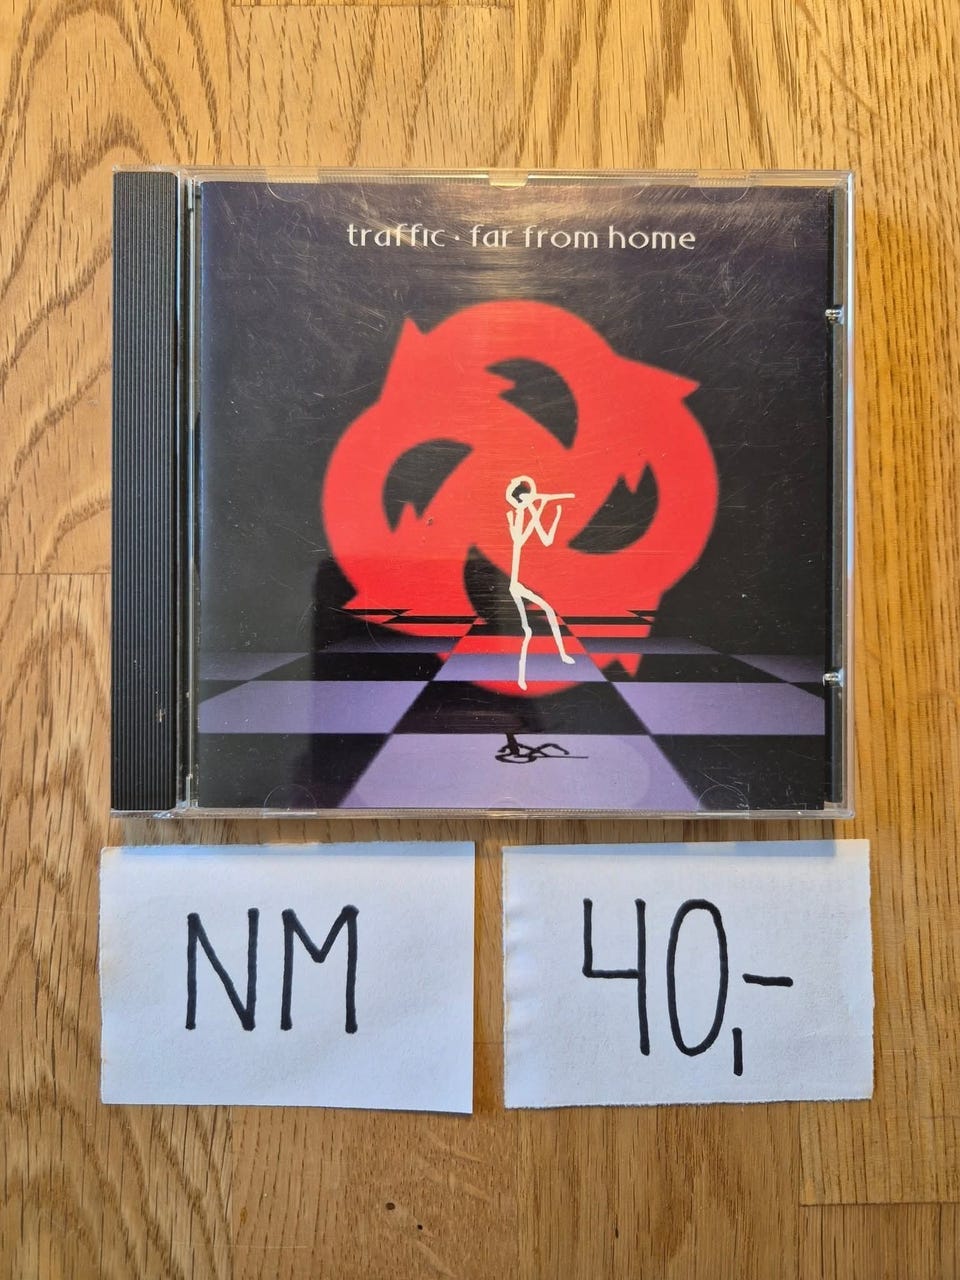 traffic · far from home
NM
40,-